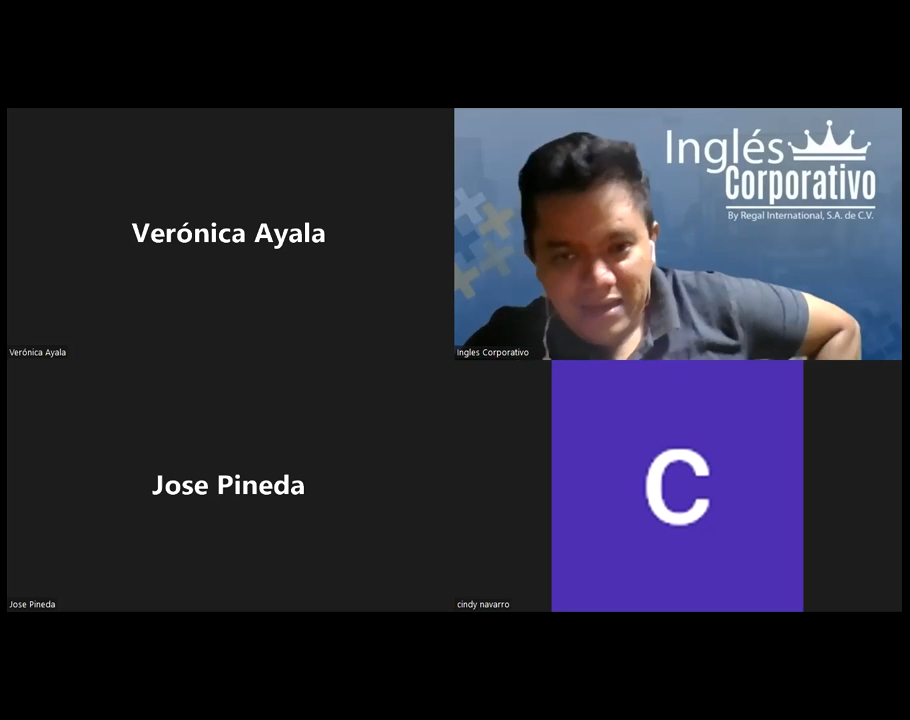 Verónica Ayala
Verónica Ayala
Inglés
Corporativo
By Regal International, S.A. de C.V.
Ingles Corporativo
Jose Pineda
Jose Pineda
C
cindy navarro